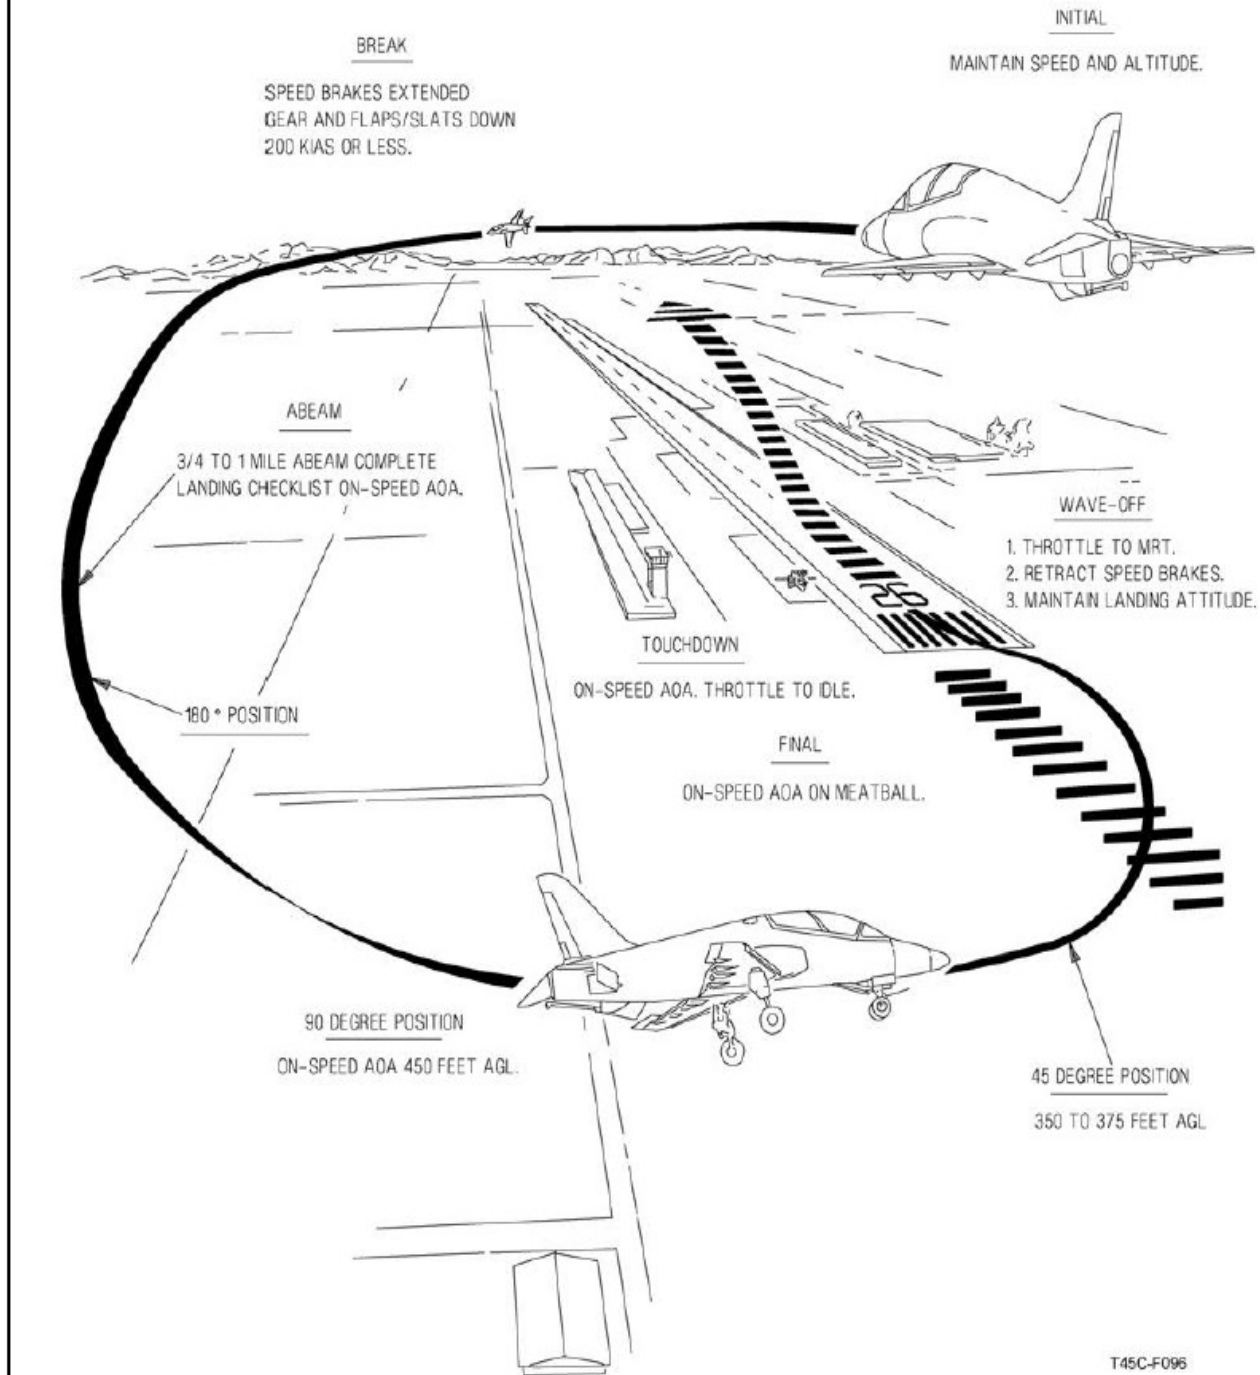 INITIAL
MAINTAIN SPEED AND ALTITUDE.
BREAK
SPEED BRAKES EXTENDED
GEAR AND FLAPS/SLATS DOWN
200 KIAS OR LESS.
ABEAM
3/4 TO 1 MILE ABEAM COMPLETE
LANDING CHECKLIST ON-SPEED AOA.
WAVE-OFF
1. THROTTLE TO MRT.
2. RETRACT SPEED BRAKES.
3. MAINTAIN LANDING ATTITUDE.
TOUCHDOWN
ON-SPEED AOA. THROTTLE TO IDLE.
180° POSITION
FINAL
ON-SPEED AOA ON MEATBALL.
90 DEGREE POSITION
ON-SPEED AOA 450 FEET AGL.
45 DEGREE POSITION
350 TO 375 FEET AGL
T45C-F096